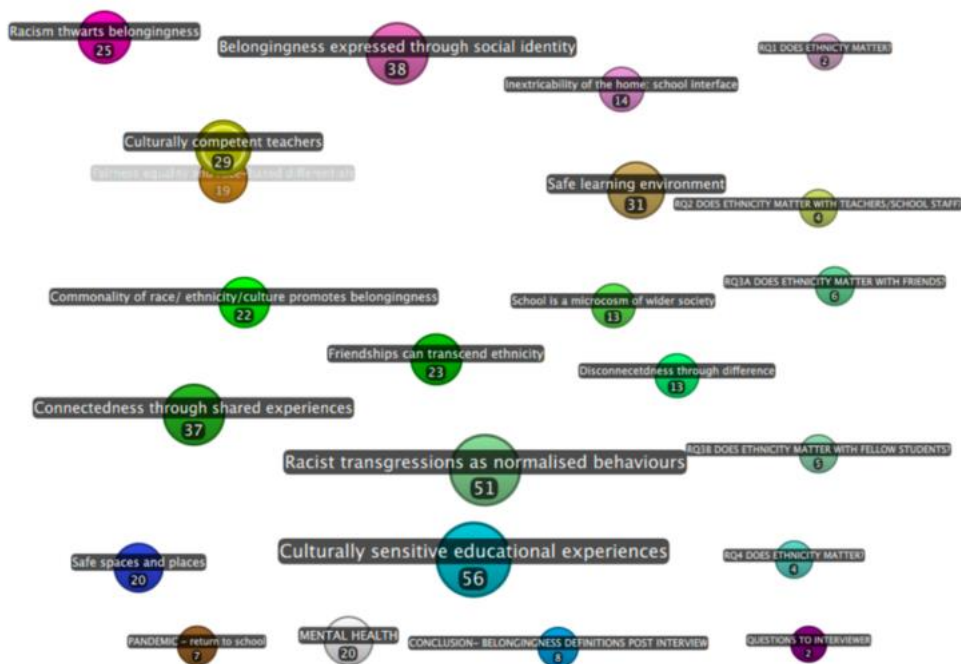 Racism thwarts belongingness
25
Belongingness expressed through social identity
38
RQ1 DOES ETHNICTY MATTER?
2
Inextricability of the home: school interface
14
Culturally competent teachers
29
Fairness equality and
different
19
Safe learning environment
31
RQ2 DOES ETHNICITY MATTER WITH TEACHERS/SCHOOL STAFF?
4
Commonality of race/ ethnicity/culture promotes belongingness
22
School is a microcosm of wider society
13
RQ3A DOES ETHNICITY MATTER WITH FRIENDS?
6
Friendships can transcend ethnicity
23
Disconnecetdness through difference
13
Connectedness through shared experiences
37
Racist transgressions as normalised behaviours
51
RQ3B DOES ETHNICITY MATTER WITH FELLOW STUDENTS?
5
Safe spaces and places
20
Culturally sensitive educational experiences
56
RQ4 DOES ETHNICITY MATTER?
4
PANDEMIC - return to school
7
MENTAL HEALTH
20
CONCLUSION- BELONGINGNESS DEFINITIONS POST INTERVIEW
8
QUESTIONS TO INTERVIEWER
2